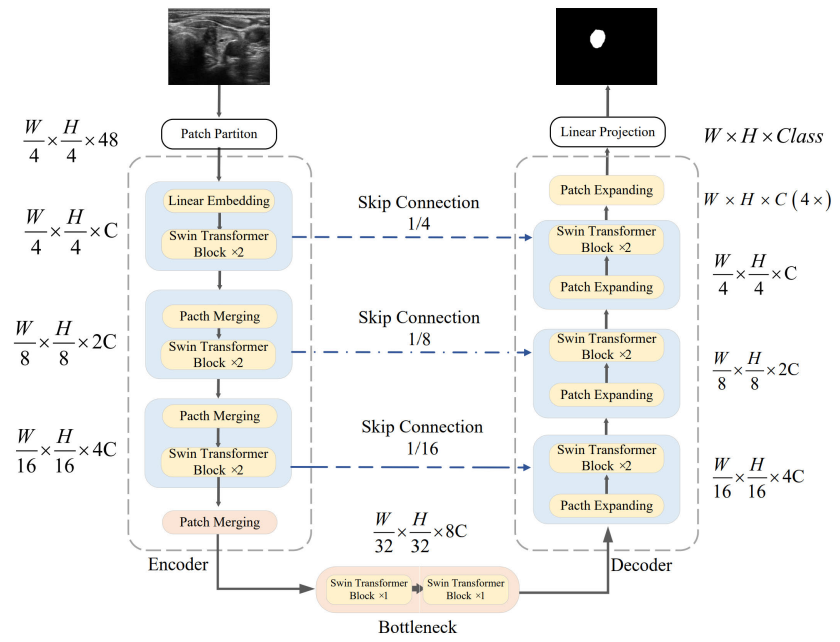 Patch Partiton
W/4 × H/4 × 48
Linear Embedding
Swin Transformer
Block ×2
W/4 × H/4 × C
Pacth Merging
Swin Transformer
Block ×2
W/8 × H/8 × 2C
Pacth Merging
Swin Transformer
Block ×2
W/16 × H/16 × 4C
Patch Merging
Encoder
Skip Connection
1/4
Skip Connection
1/8
Skip Connection
1/16
W/32 × H/32 × 8C
Swin Transformer
Block ×1
Swin Transformer
Block ×1
Bottleneck
Linear Projection
W × H × Class
Patch Expanding
W × H × C (4×)
Swin Transformer
Block ×2
Patch Expanding
W/4 × H/4 × C
Swin Transformer
Block ×2
Patch Expanding
W/8 × H/8 × 2C
Swin Transformer
Block ×2
Pacth Expanding
W/16 × H/16 × 4C
Decoder